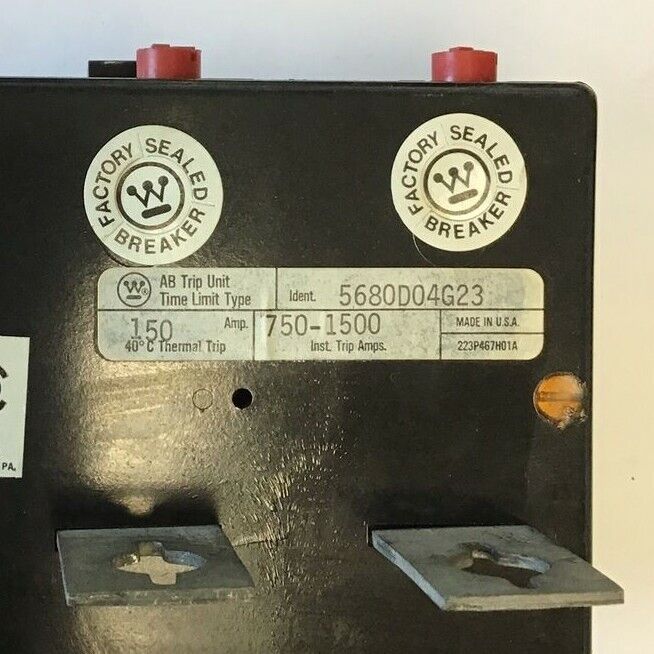 FACTORY SEALED BREAKER
W
FACTORY SEALED BREAKER
W
W ® AB Trip Unit
Time Limit Type
Ident. 5680D04G23
150 Amp.
40°C Thermal Trip
750-1500
Inst. Trip Amps.
MADE IN U.S.A.
223P467H01A
PA.